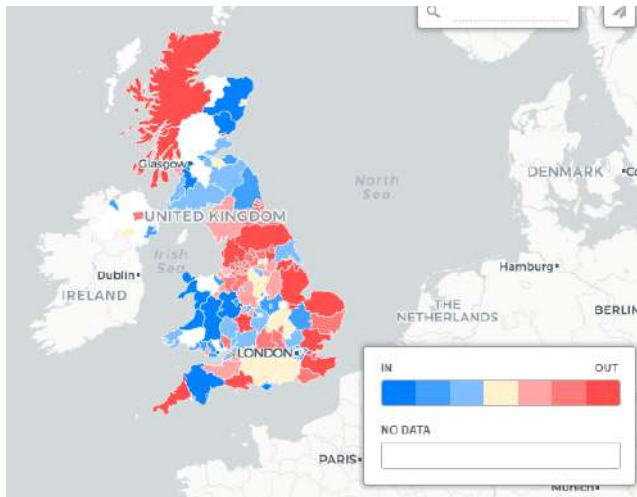 Glasgow
North
Sea
DENMARK
UNITED KINGDOM
Irish
Sea
Dublin
IRELAND
Hamburg
THE
NETHERLANDS
BERLIN
LONDON
IN
OUT
NO DATA
PARIS
Munich